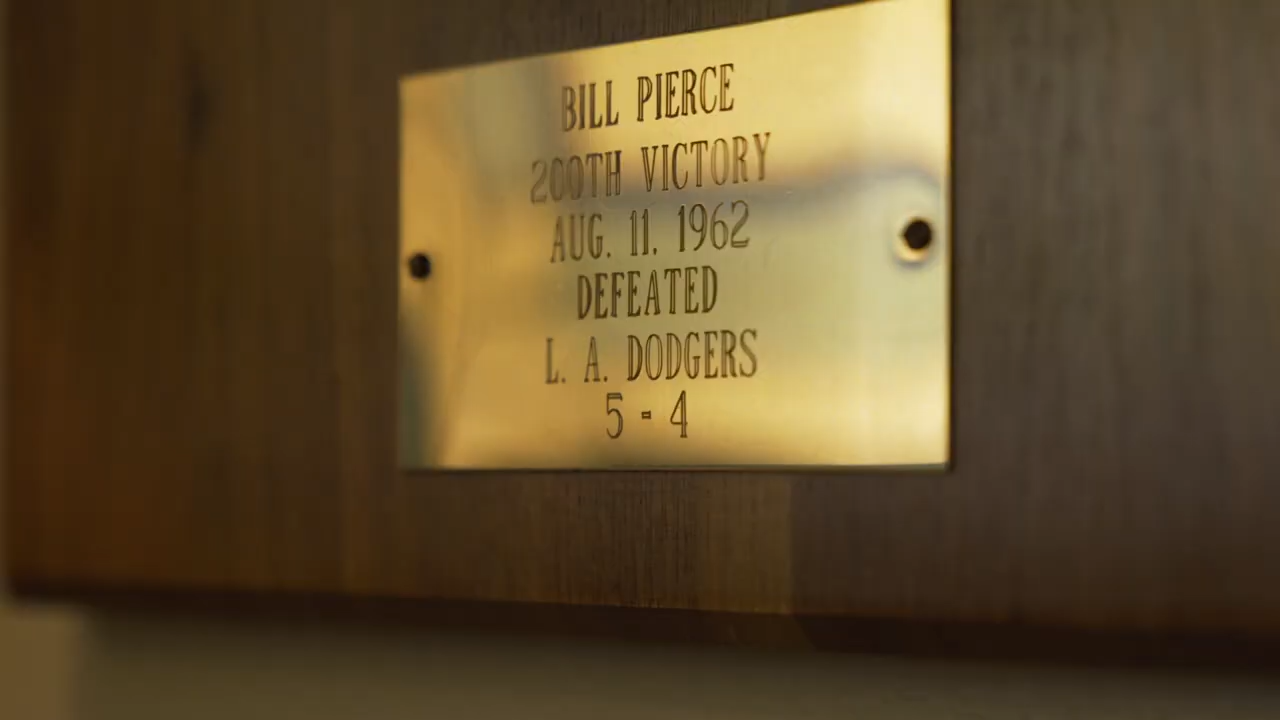 BILL PIERCE
200TH VICTORY
AUG. 11, 1962
DEFEATED
L. A. DODGERS
5 - 4